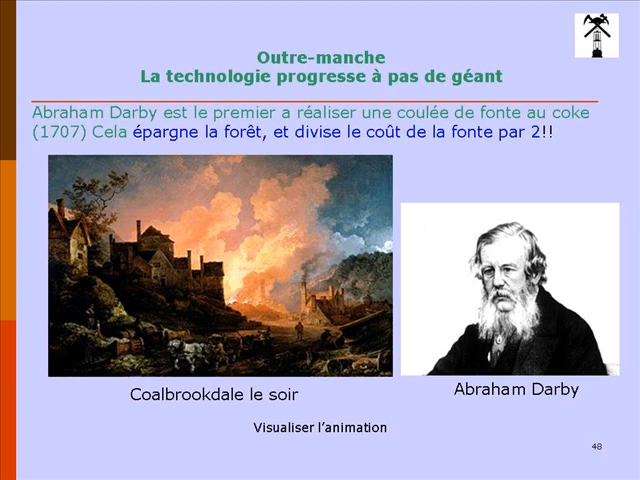 Outre-manche
La technologie progresse à pas de géant
Abraham Darby est le premier a réaliser une coulée de fonte au coke
(1707) Cela épargne la forêt, et divise le coût de la fonte par 2!!
Coalbrookdale le soir
Abraham Darby
Visualiser l’animation
48